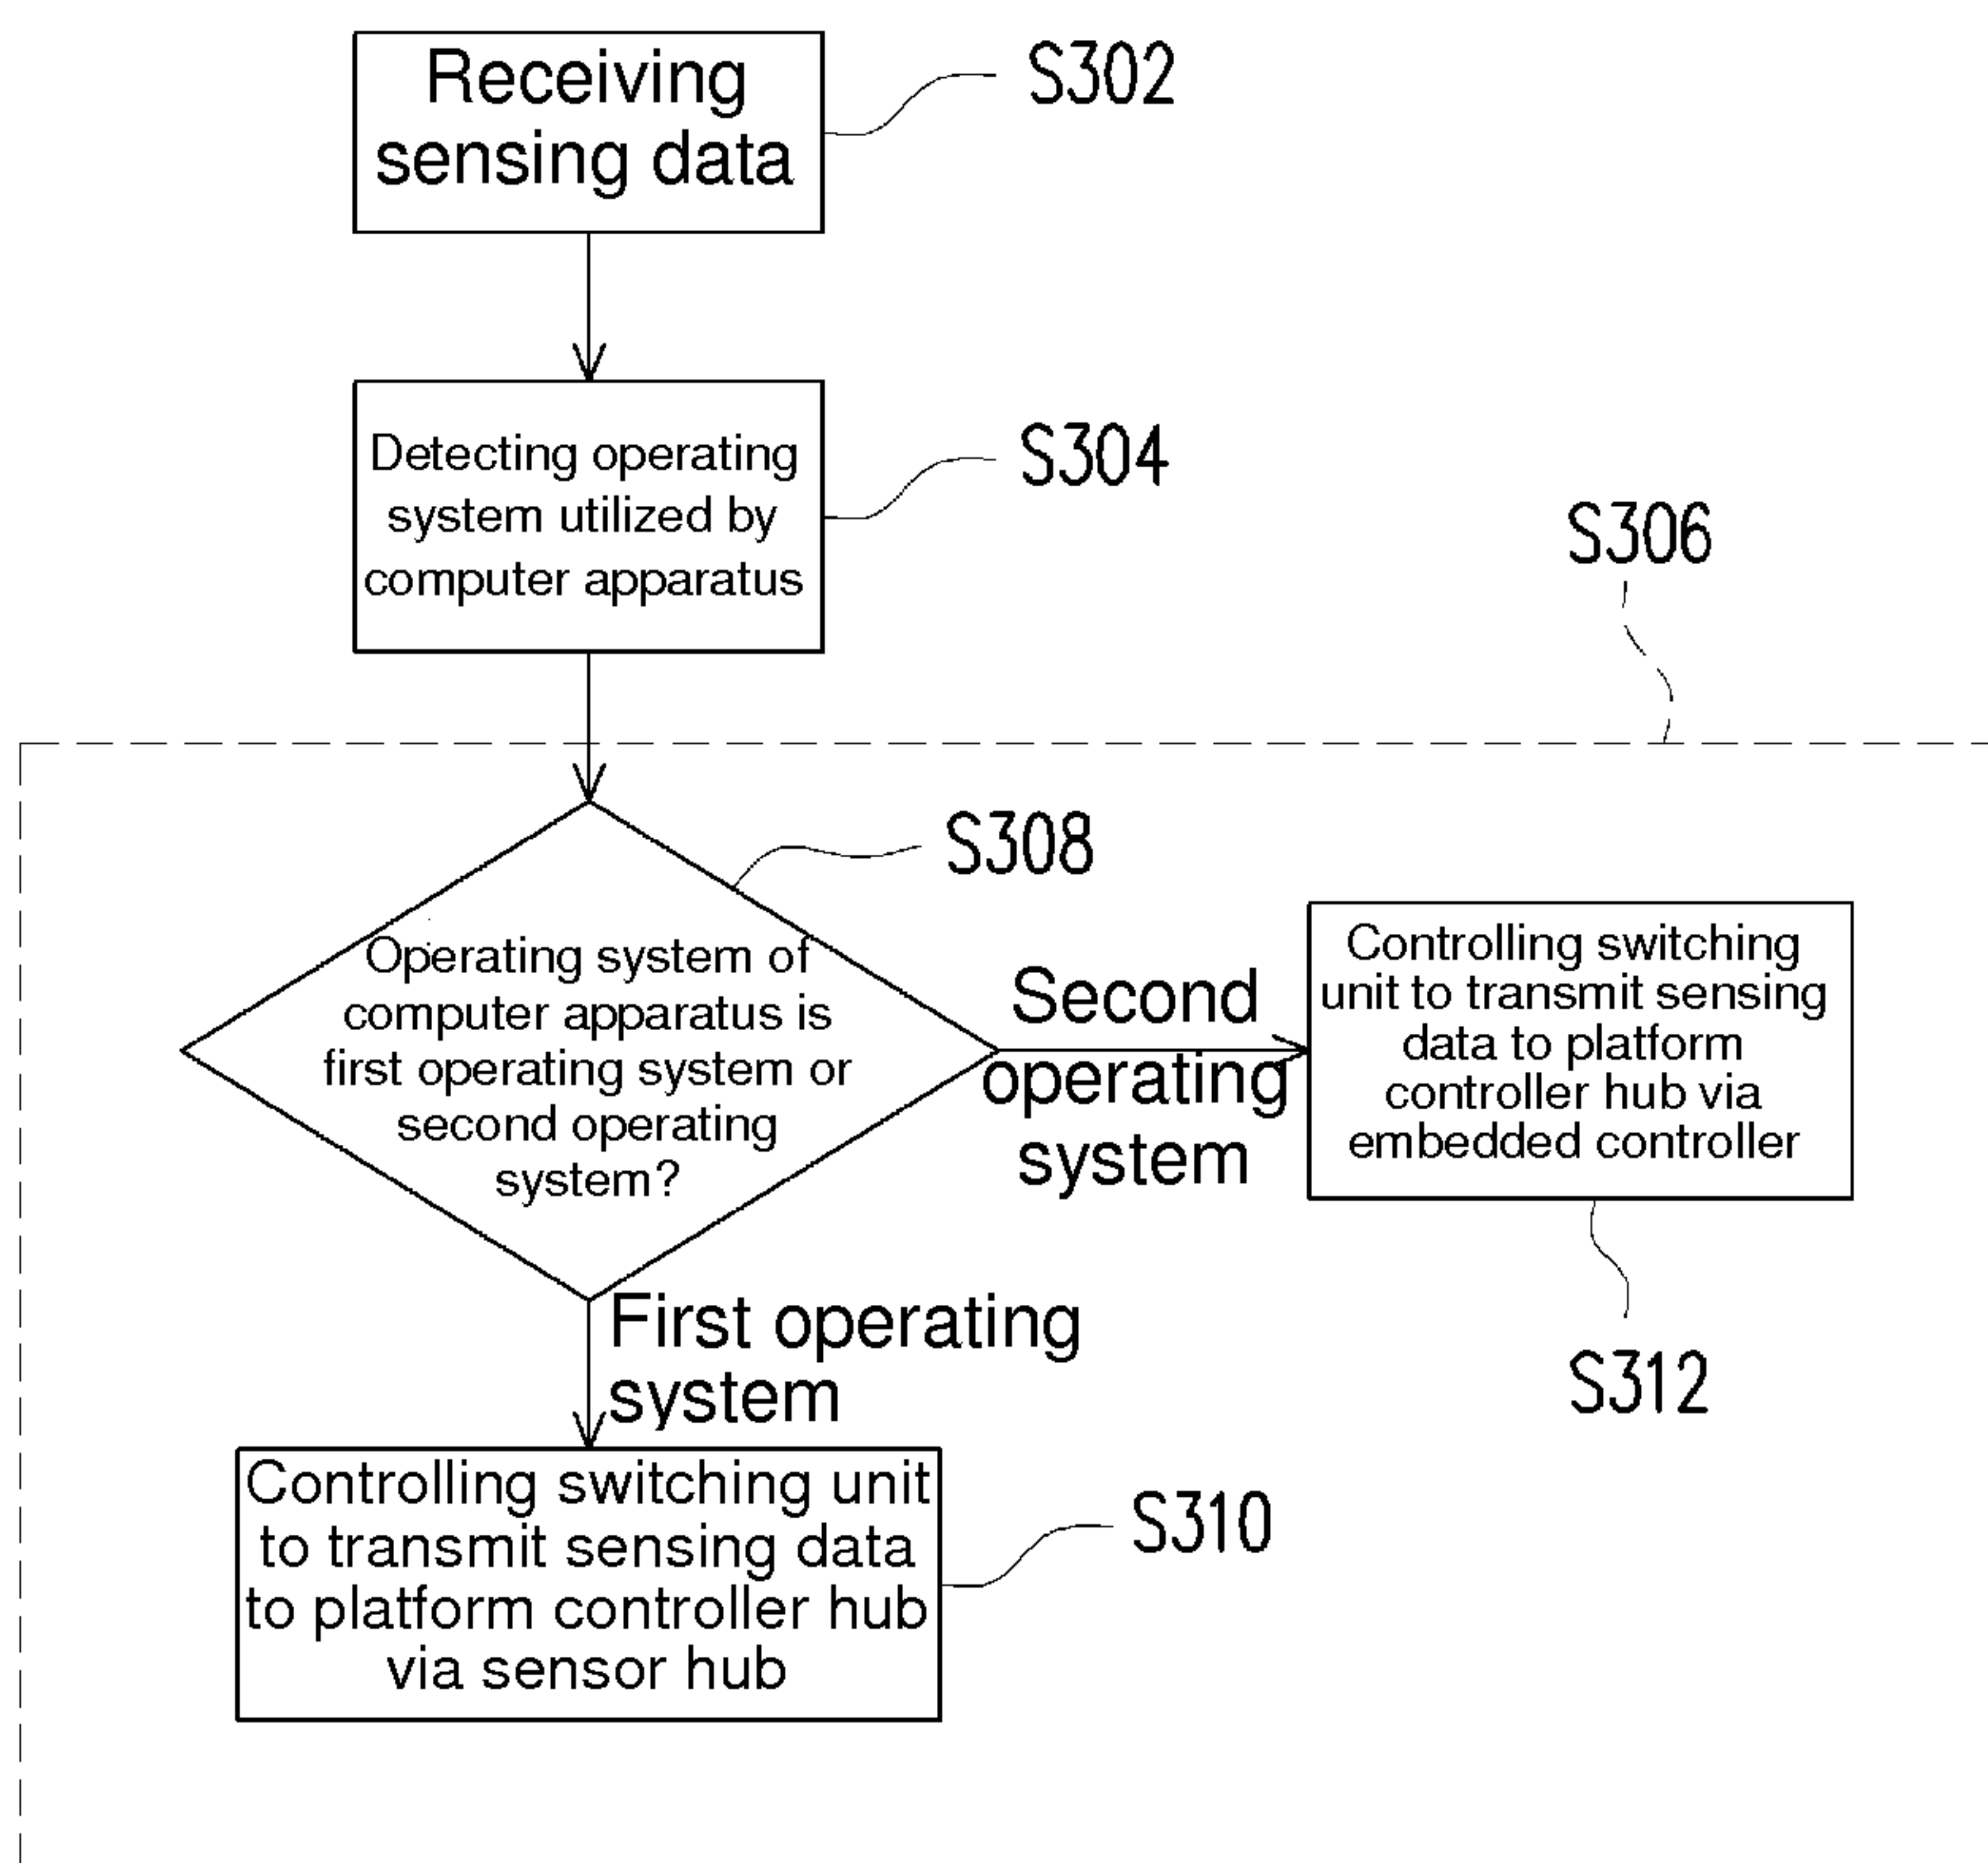 Receiving
sensing data
S302
Detecting operating
system utilized by
computer apparatus
S304
S306
S308
Operating system of
computer apparatus is
first operating system or
second operating
system?
Second
operating
system
Controlling switching
unit to transmit sensing
data to platform
controller hub via
embedded controller
S312
First operating
system
Controlling switching unit
to transmit sensing data
to platform controller hub
via sensor hub
S310